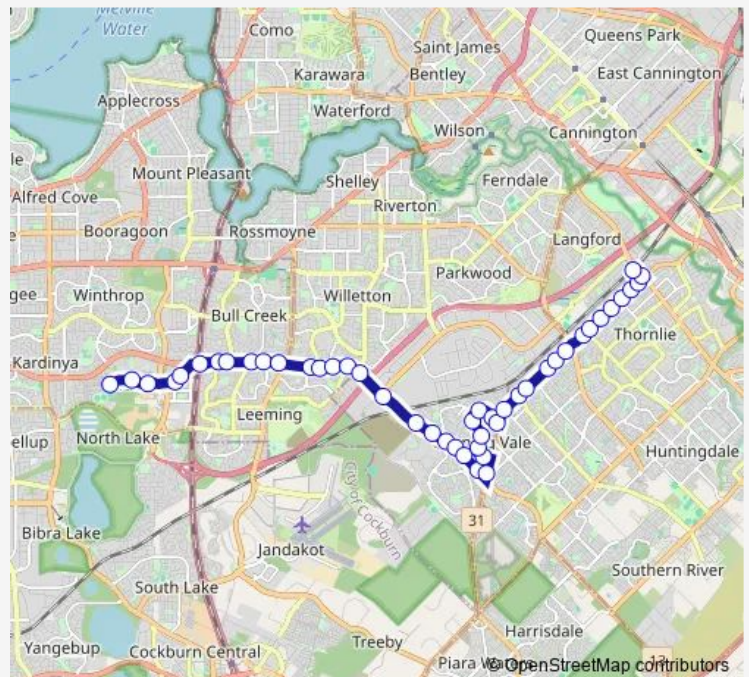 Melville
Water
Como
Queens Park
Saint James
Karawara
Bentley
East Cannington
Applecross
Waterford
Wilson
Cannington
Mount Pleasant
Shelley
Ferndale
Alfred Cove
Riverton
Booragoon
Rossmoyne
Langford
Parkwood
Winthrop
Willetton
Bull Creek
Thornlie
Kardinya
Leeming
North Lake
Vale
Huntingdale
City of Cockburn
31
Bibra Lake
Jandakot
Southern River
South Lake
Harrisdale
Treeby
Yangebup
Cockburn Central
Piara
13
© OpenStreetMap contributors